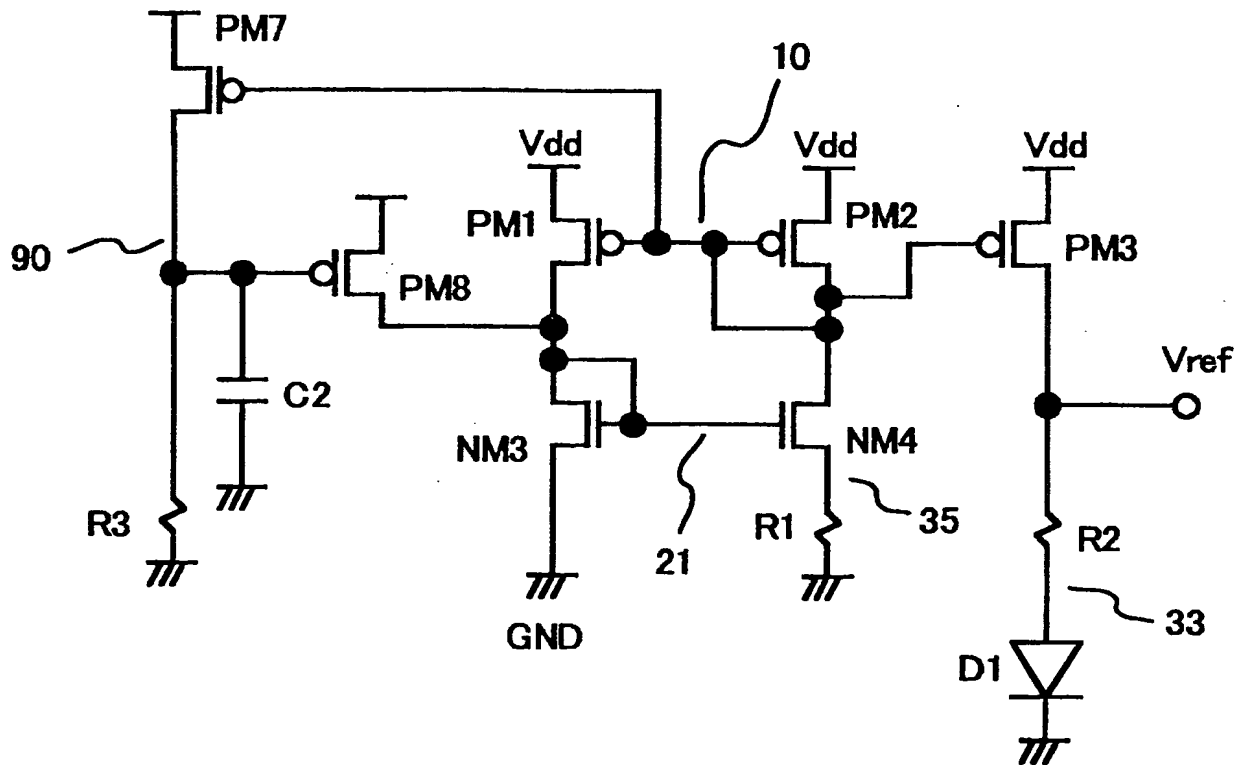 PM7
10
Vdd
Vdd
Vdd
PM1
PM2
PM3
90
PM8
Vref
C2
NM3
NM4
R3
R1
35
R2
21
GND
33
D1